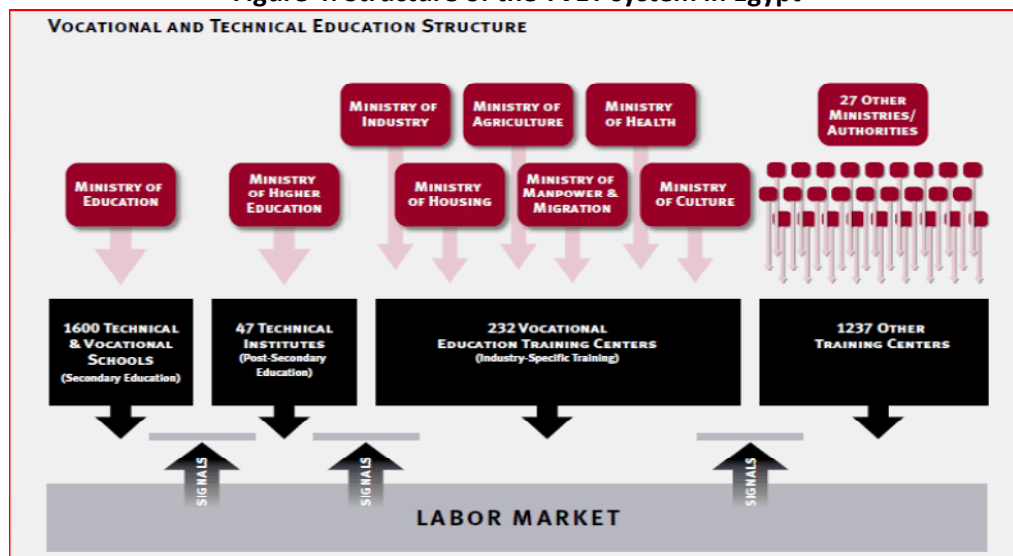 VOCATIONAL AND TECHNICAL EDUCATION STRUCTURE
MINISTRY OF
INDUSTRY
MINISTRY OF
AGRICULTURE
MINISTRY
OF HEALTH
27 OTHER
MINISTRIES/
AUTHORITIES
MINISTRY OF
EDUCATION
MINISTRY
OF HIGHER
EDUCATION
MINISTRY
OF HOUSING
MINISTRY OF
MANPOWER &
MIGRATION
MINISTRY
OF CULTURE
1600 TECHNICAL
& VOCATIONAL
SCHOOLS
(Secondary Education)
47 TECHNICAL
INSTITUTES
(Post-Secondary
Education)
232 VOCATIONAL
EDUCATION TRAINING CENTERS
(Industry-Specific Training)
1237 OTHER
TRAINING CENTERS
SIGNALS
SIGNALS
SIGNALS
LABOR MARKET